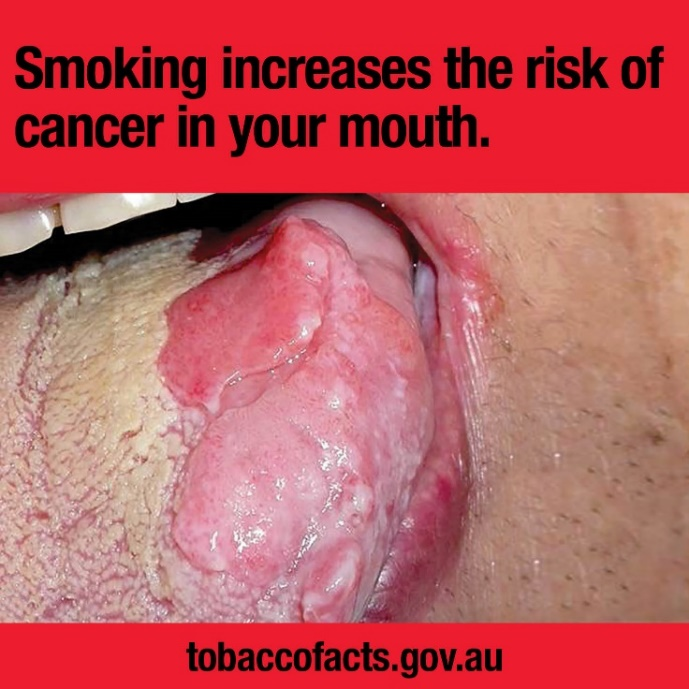 Smoking increases the risk of
cancer in your mouth.
tobaccofacts.gov.au